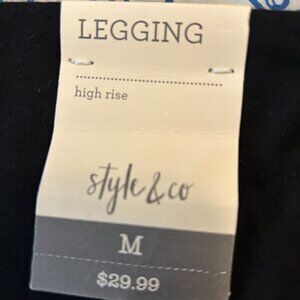 LEGGING
high rise
style & co
M
$29.99